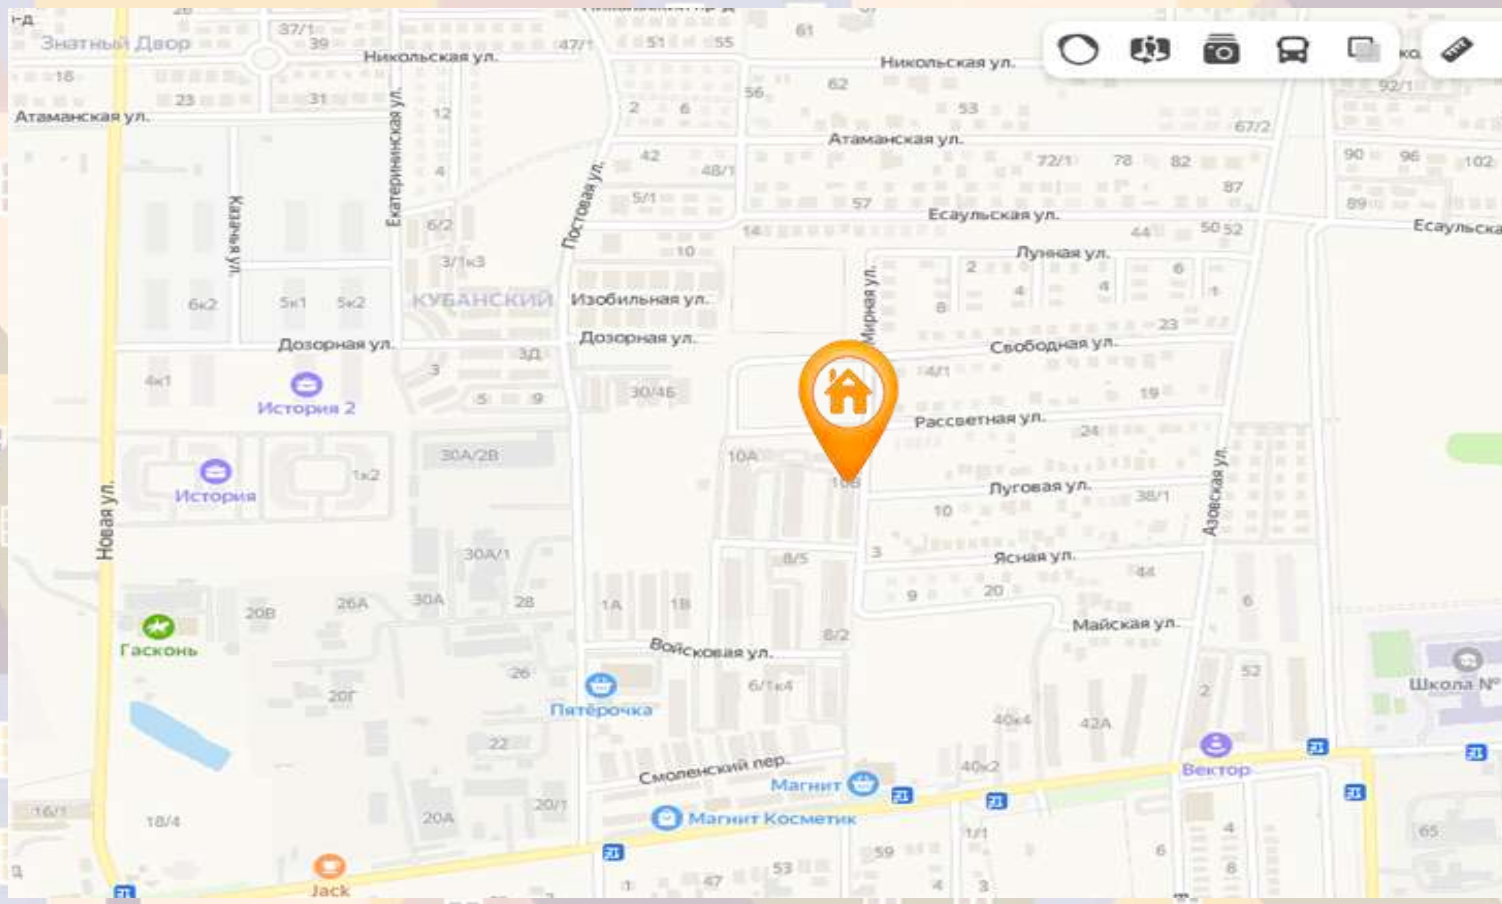 Знатный Двор
37/1
39
47/1
51
55
61
Никольская ул.
Никольская ул.
18
23
31
12
2
6
56
62
53
92/1
Атаманская ул.
Атаманская ул.
67/2
42
48/1
72/1
78
82
90
96
102
4
5/1
57
87
89
Казачья ул.
Екатерининская ул.
Постовая ул.
Есаульская ул.
6/2
14
44
50
52
Есаульска
3/1к3
10
Лунная ул.
2
4
4
6
1
6к2
5к1
5к2
КУБАНСКИЙ
Изобильная ул.
Мирная ул.
8
23
Дозорная ул.
Дозорная ул.
Свободная ул.
3Д
3
4к1
История 2
5
9
30/4Б
4/1
19
Рассветная ул.
24
30А/2В
10А
История
1к2
10В
Луговая ул.
38/1
10
Новая ул.
Азовская ул.
30А/1
8/5
3
Ясная ул.
44
20В
26А
30А
28
1А
1В
9
20
6
Гасконь
8/2
Майская ул.
Войсковая ул.
26
6/1к4
52
2
Школа №
20Г
Пятёрочка
40к4
42А
22
Смоленский пер.
Вектор
Магнит
40к2
16/1
18/4
20А
20/1
Магнит Косметик
1/1
4
65
59
6
Jack
53
47
1
4
3
8